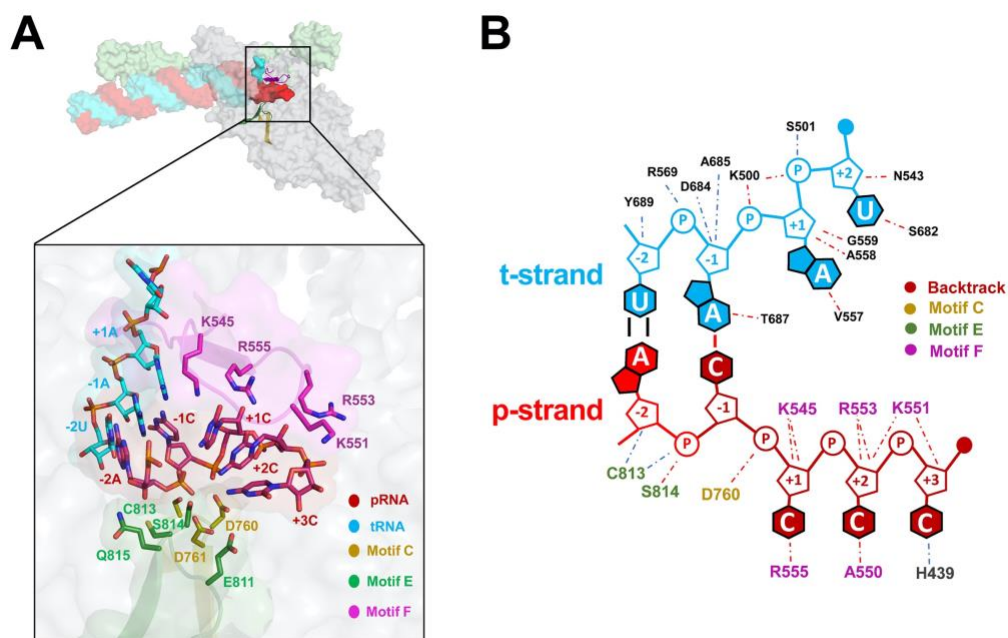 A
+1A
K545
R555
-1A
R553
-1C
+1C
-2U
K551
+2C
-2A
+3C
C813
S814
D760
Q815
D761
E811
pRNA
tRNA
Motif C
Motif E
Motif F
B
S501
A685
R569
K500
D684
P
+2
N543
Y689
U
P
P
+1
S682
G559
-2
-1
A558
t-strand
A
U
A
V557
T687
Backtrack
Motif C
Motif E
Motif F
A
C
p-strand
-2
-1
K545
R553
K551
P
P
P
P
C813
S814
D760
+1
+2
+3
C
C
C
R555
A550
H439